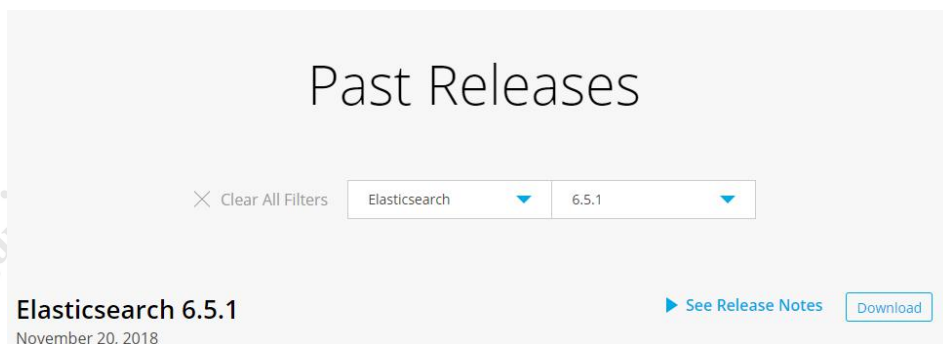 Past Releases
Clear All Filters Elasticsearch 6.5.1
Elasticsearch 6.5.1 See Release Notes Download
November 20, 2018